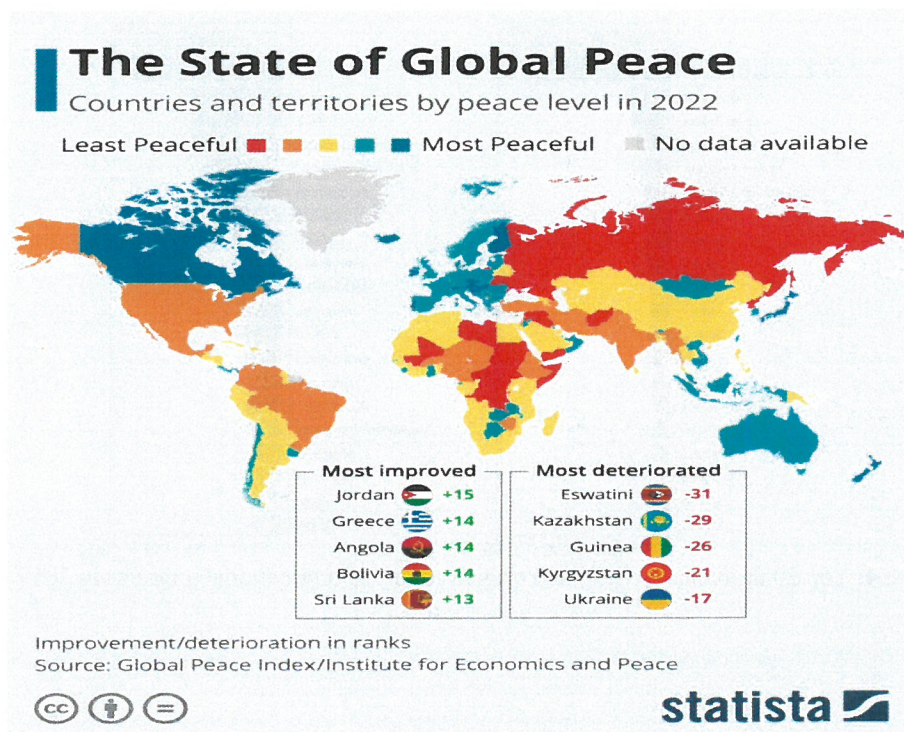 The State of Global Peace
Countries and territories by peace level in 2022
Least Peaceful Most Peaceful No data available
Most improved
Jordan +15
Greece +14
Angola +14
Bolivia +14
Sri Lanka +13
Most deteriorated
Eswatini -31
Kazakhstan -29
Guinea -26
Kyrgyzstan -21
Ukraine -17
Improvement/deterioration in ranks
Source: Global Peace Index/Institute for Economics and Peace
cc
statista